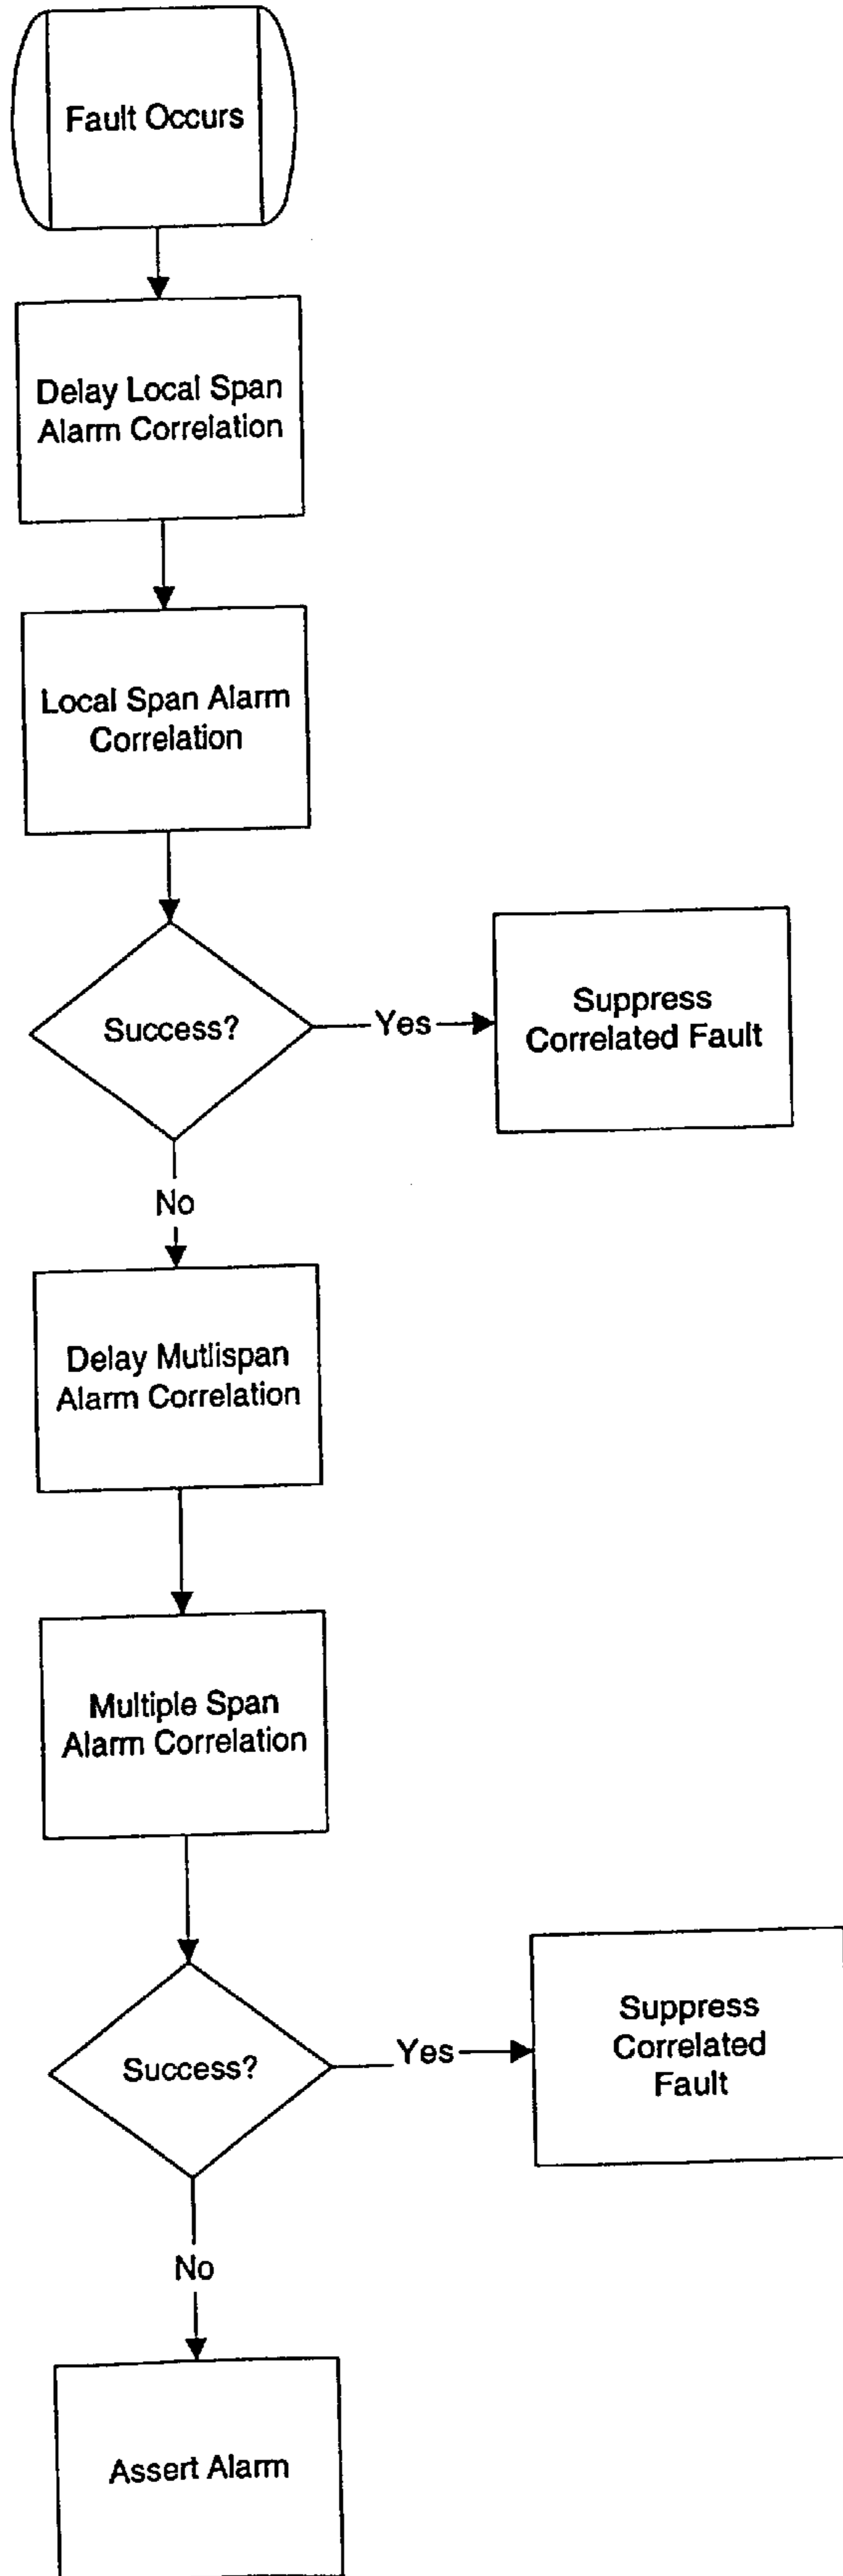 Fault Occurs
Delay Local Span
Alarm Correlation
Local Span Alarm
Correlation
Success?
Yes
Suppress
Correlated Fault
No
Delay Mutlispan
Alarm Correlation
Multiple Span
Alarm Correlation
Success?
Yes
Suppress
Correlated
Fault
No
Assert Alarm